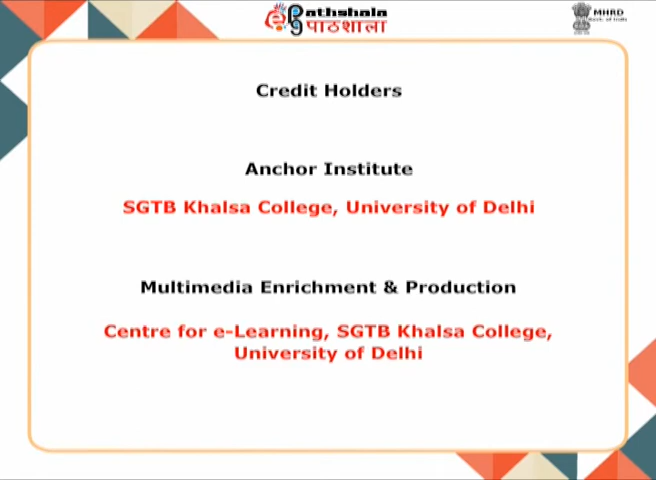 Pathshala
पाठशाला
MHRD
Govt. of India
Credit Holders
Anchor Institute
SGTB Khalsa College, University of Delhi
Multimedia Enrichment & Production
Centre for e-Learning, SGTB Khalsa College,
University of Delhi